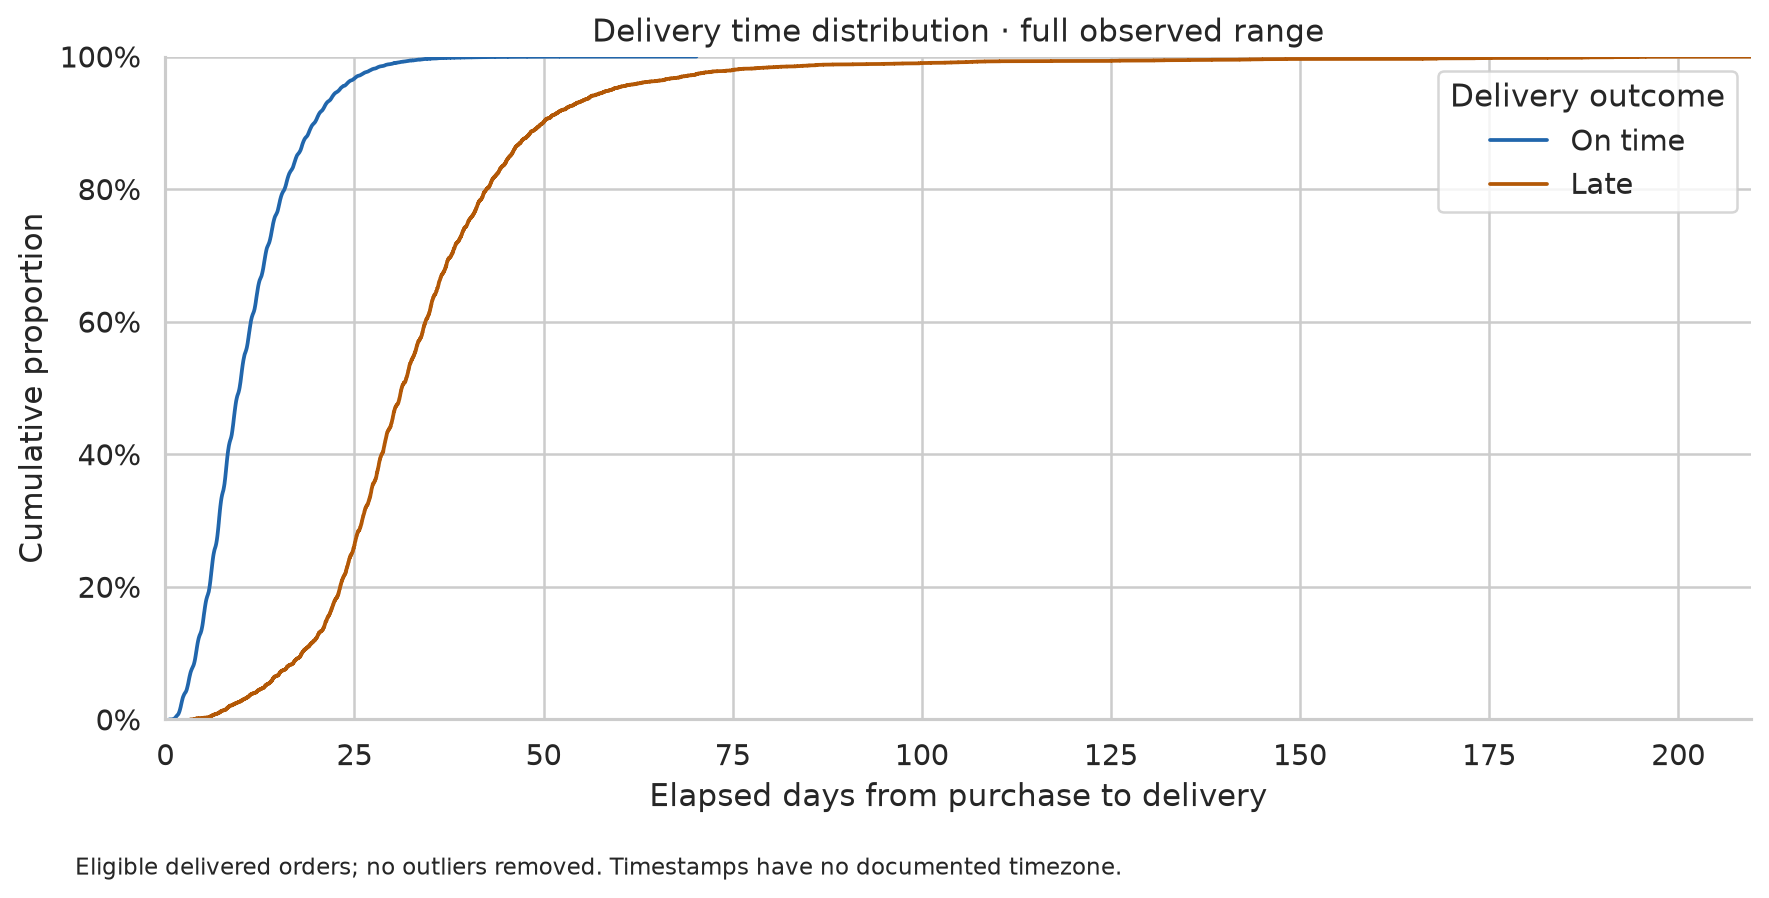 Delivery time distribution · full observed range
100%
80%
60%
40%
20%
0%
Cumulative proportion
Delivery outcome
On time
Late
0 25 50 75 100 125 150 175 200
Elapsed days from purchase to delivery
Eligible delivered orders; no outliers removed. Timestamps have no documented timezone.